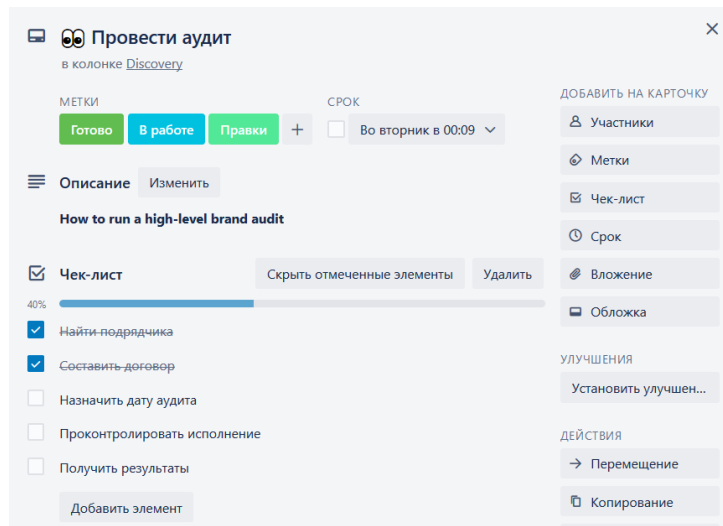 Провести аудит
в колонке Discovery
МЕТКИ
Готово
В работе
Правки
+
СРОК
Во вторник в 00:09
Описание
Изменить
How to run a high-level brand audit
Чек-лист
Скрыть отмеченные элементы
Удалить
40%
Найти подрядчика
Составить договор
Назначить дату аудита
Проконтролировать исполнение
Получить результаты
Добавить элемент
ДОБАВИТЬ НА КАРТОЧКУ
Участники
Метки
Чек-лист
Срок
Вложение
Обложка
УЛУЧШЕНИЯ
Установить улучшен...
ДЕЙСТВИЯ
Перемещение
Копирование